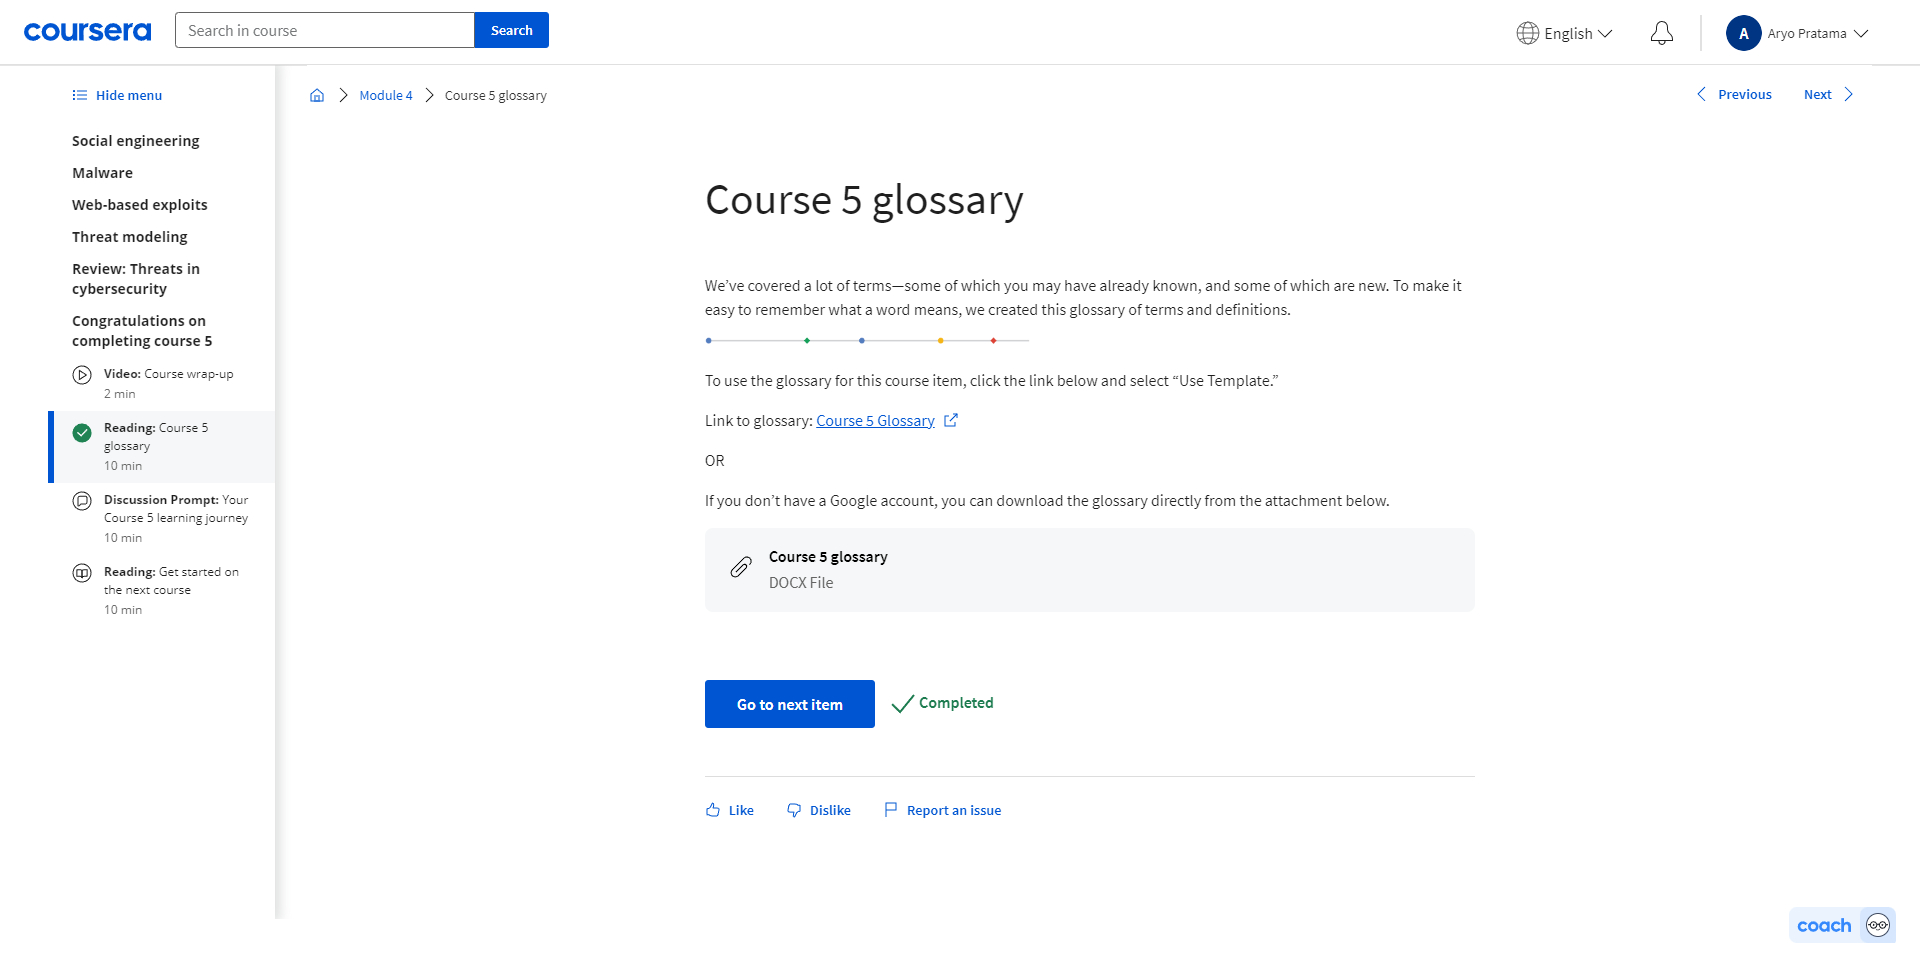 coursera
Search in course
Search
English
A
Aryo Pratama
Hide menu
Social engineering
Malware
Web-based exploits
Threat modeling
Review: Threats in
cybersecurity
Congratulations on
completing course 5
Video: Course wrap-up
2 min
Reading: Course 5
glossary
10 min
Discussion Prompt: Your
Course 5 learning journey
10 min
Reading: Get started on
the next course
10 min
Module 4
Course 5 glossary
Previous
Next
Course 5 glossary
We’ve covered a lot of terms—some of which you may have already known, and some of which are new. To make it
easy to remember what a word means, we created this glossary of terms and definitions.
To use the glossary for this course item, click the link below and select “Use Template.”
Link to glossary: Course 5 Glossary
OR
If you don’t have a Google account, you can download the glossary directly from the attachment below.
Course 5 glossary
DOCX File
Go to next item
Completed
Like
Dislike
Report an issue
coach